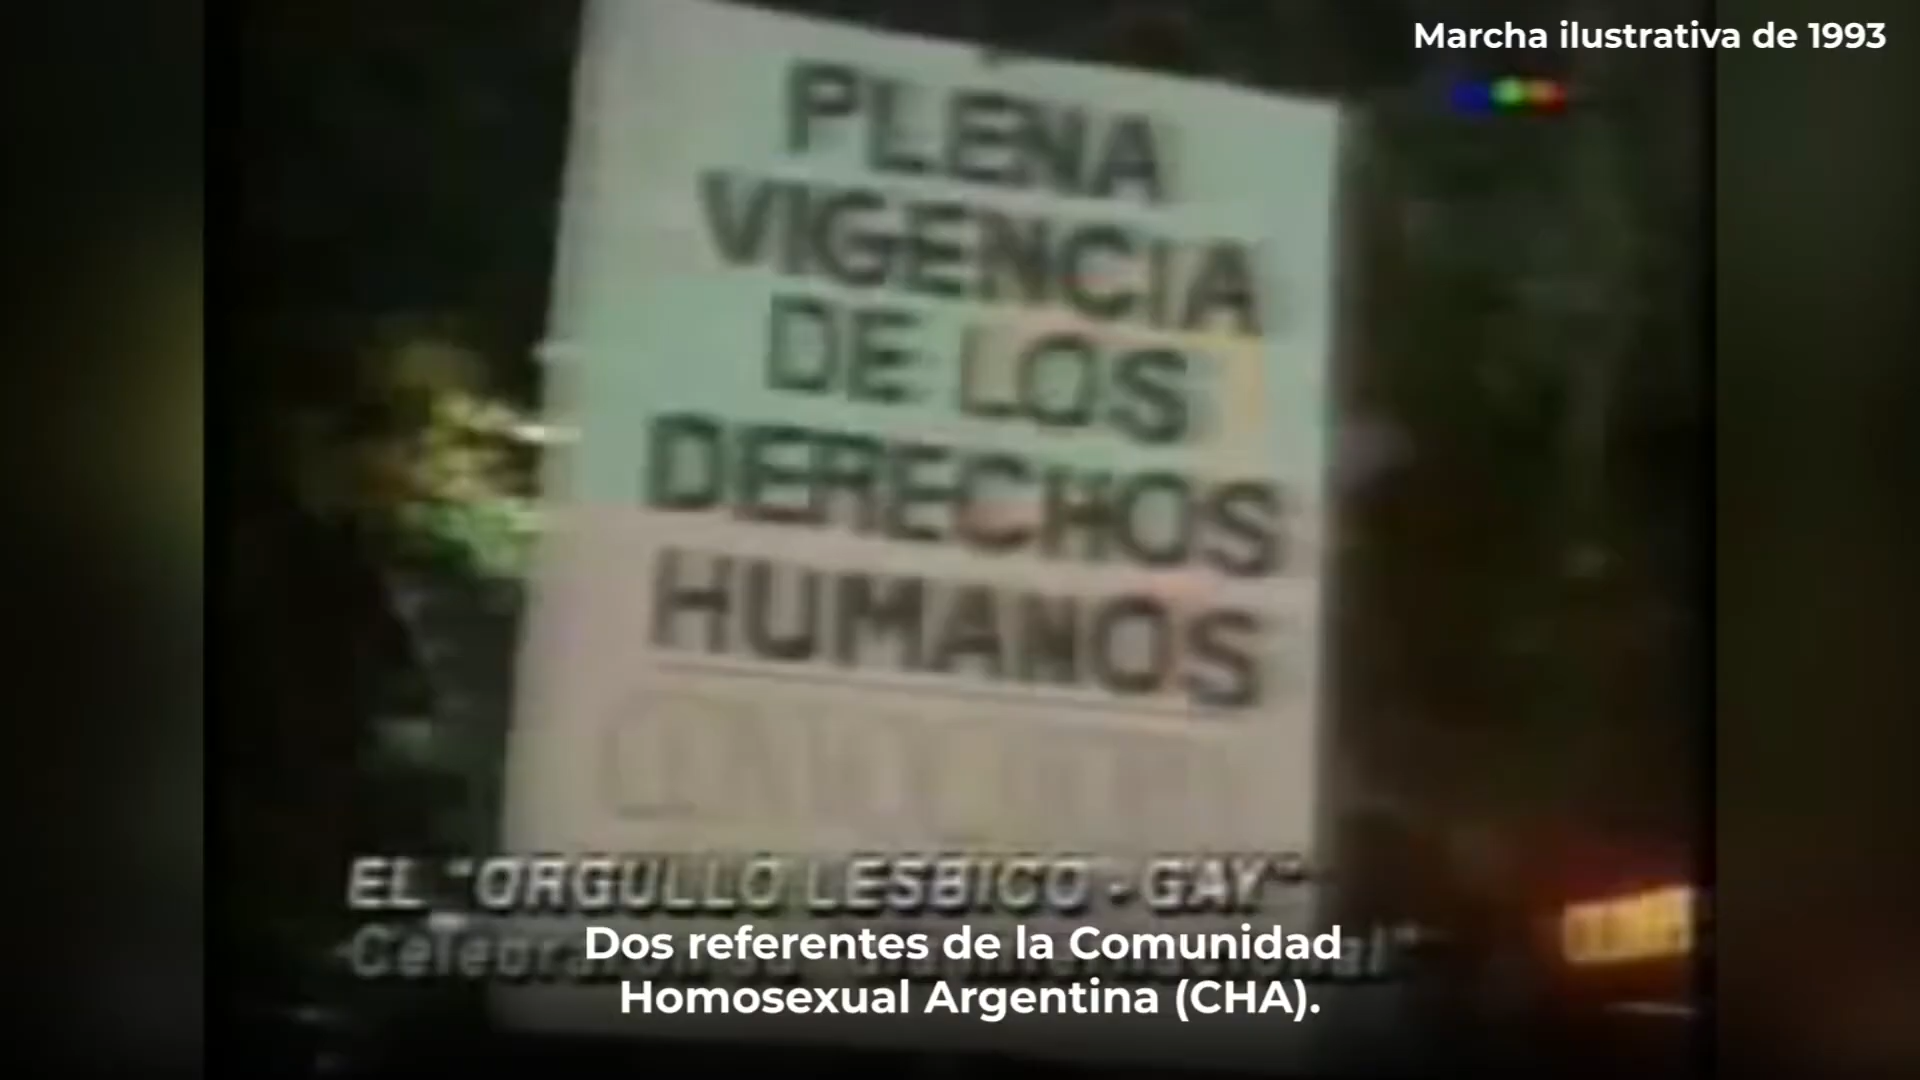 Marcha ilustrativa de 1993
PLENA
VIGENCIA
DE LOS
DERECHOS
HUMANOS
EL "ORGULLO LESBICO - GAY"
Dos referentes de la Comunidad
Homosexual Argentina (CHA).